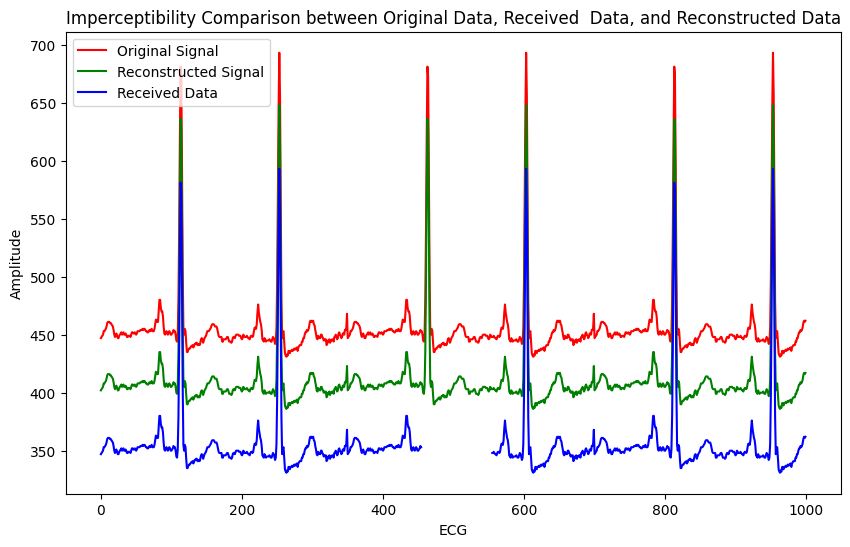 Imperceptibility Comparison between Original Data, Received  Data, and Reconstructed Data
Original Signal
Reconstructed Signal
Received Data
700
650
600
550
500
450
400
350
Amplitude
0 200 400 600 800 1000
ECG